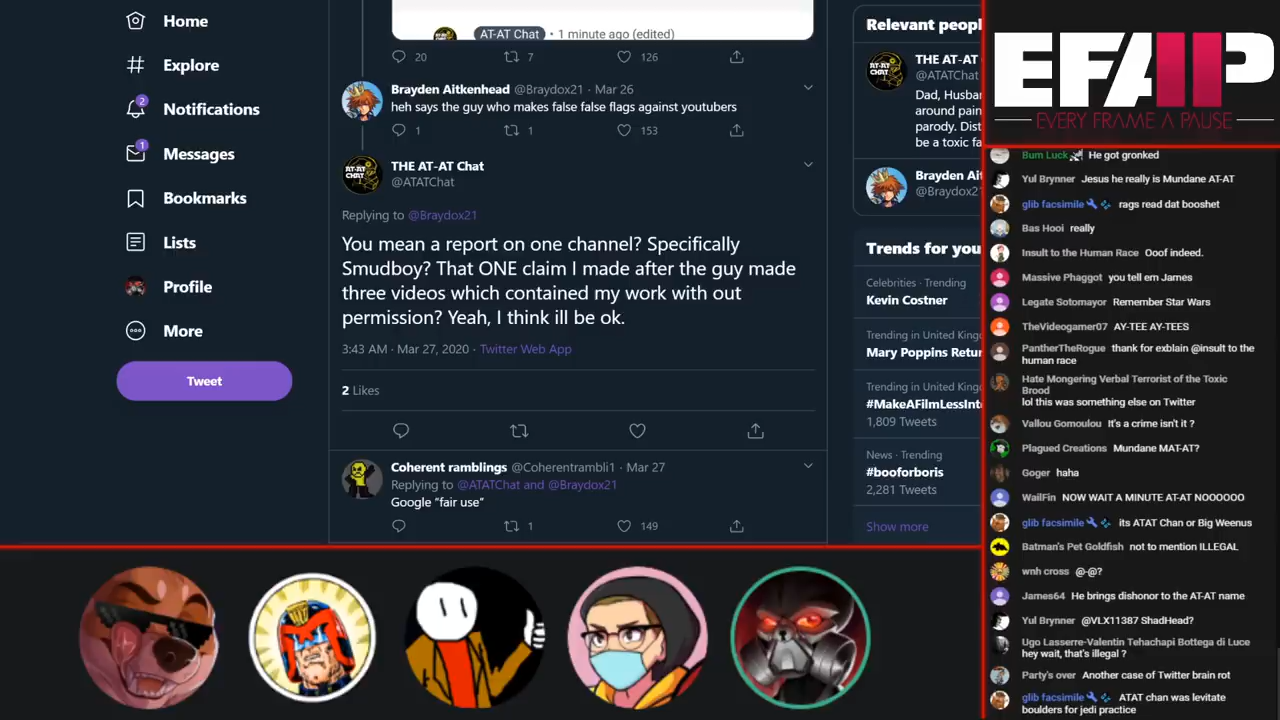 Home
Explore
2
Notifications
1
Messages
Bookmarks
Lists
Profile
More
Tweet
AT-AT Chat • 1 minute ago (edited)
20 7 126
Brayden Aitkenhead @Braydox21 · Mar 26
heh says the guy who makes false false flags against youtubers
1 1 153
AT-AT CHAT
THE AT-AT Chat
@ATATChat
Replying to @Braydox21
You mean a report on one channel? Specifically
Smudboy? That ONE claim I made after the guy made
three videos which contained my work with out
permission? Yeah, I think ill be ok.
3:43 AM · Mar 27, 2020 · Twitter Web App
2 Likes
Coherent ramblings @Coherentrambli1 · Mar 27
Replying to @ATATChat and @Braydox21
Google "fair use"
1 149
Relevant peopl
AT-AT CHAT
THE AT-AT
@ATATChat
Dad, Husba
around pain
parody. Dist
be a toxic fa
Brayden Ai
@Braydox2
Trends for you
Celebrities · Trending
Kevin Costner
Trending in United Kingd
Mary Poppins Retur
Trending in United Kingd
#MakeAFilmLessInte
1,809 Tweets
News · Trending
#booforboris
2,281 Tweets
Show more
EFAP
EVERY FRAME A PAUSE
Bum Luck He got gronked
Yul Brynner Jesus he really is Mundane AT-AT
glib facsimile rags read dat booshet
Bas Hooi really
Insult to the Human Race Ooof indeed.
Massive Phaggot you tell em James
Legate Sotomayor Remember Star Wars
TheVideogamer07 AY-TEE AY-TEES
PantherTheRogue thank for exblain @insult to the
human race
Hate Mongering Verbal Terrorist of the Toxic
Brood
lol this was something else on Twitter
Vallou Gomoulou It's a crime isn't it ?
Plagued Creations Mundane MAT-AT?
Goger haha
WailFin NOW WAIT A MINUTE AT-AT NOOOOOO
glib facsimile its ATAT Chan or Big Weenus
Batman's Pet Goldfish not to mention ILLEGAL
wnh cross @-@?
James64 He brings dishonor to the AT-AT name
Yul Brynner @VLX11387 ShadHead?
Ugo Lasserre-Valentin Tehachapi Bottega di Luce
hey wait, that's illegal ?
Party's over Another case of Twitter brain rot
glib facsimile ATAT chan was levitate
boulders for jedi practice